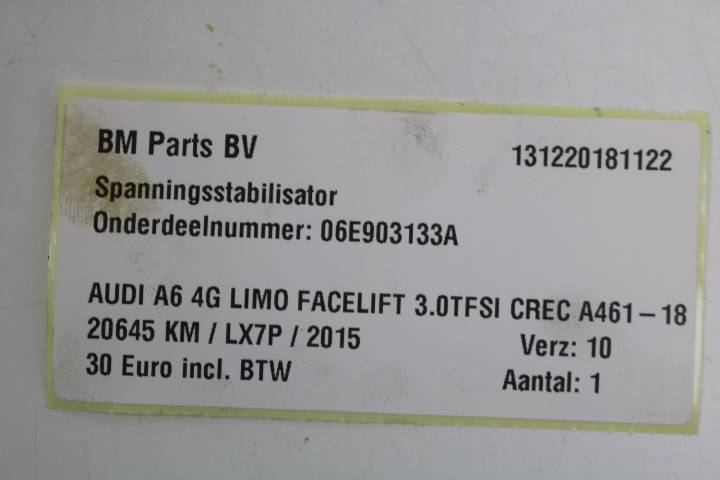 BM Parts BV 131220181122
Spanningsstabilisator
Onderdeelnummer: 06E903133A
AUDI A6 4G LIMO FACELIFT 3.0TFSI CREC A461-18
20645 KM / LX7P / 2015 Verz: 10
30 Euro incl. BTW Aantal: 1